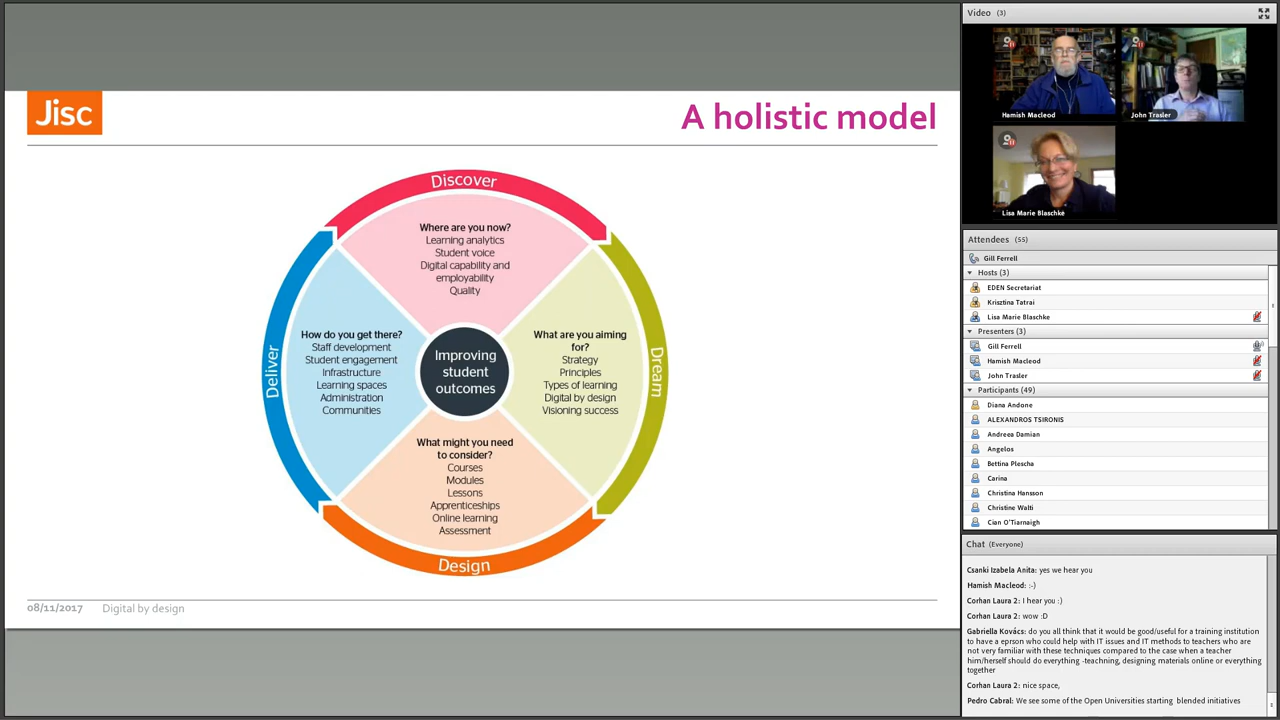 Jisc
A holistic model
Discover
Where are you now?
Learning analytics
Student voice
Digital capability and
employability
Quality
Dream
What are you aiming
for?
Strategy
Principles
Types of learning
Digital by design
Visioning success
Design
What might you need
to consider?
Courses
Modules
Lessons
Apprenticeships
Online learning
Assessment
Deliver
How do you get there?
Staff development
Student engagement
Infrastructure
Learning spaces
Administration
Communities
Improving
student
outcomes
08/11/2017
Digital by design
Video (3)
Hamish Macleod
John Trasler
Lisa Marie Blaschke
Attendees (55)
Gill Ferrell
Hosts (3)
EDEN Secretariat
Krisztina Tatrai
Lisa Marie Blaschke
Presenters (3)
Gill Ferrell
Hamish Macleod
John Trasler
Participants (49)
Diana Andone
ALEXANDROS TSIRONIS
Andreea Damian
Angelos
Bettina Plescha
Carina
Christina Hansson
Christine Walti
Cian O'Tiarnaigh
Chat (Everyone)
Csanki Izabela Anita: yes we hear you
Hamish Macleod: :-)
Corhan Laura 2: I hear you :)
Corhan Laura 2: wow :D
Gabriella Kovács: do you all think that it would be good/useful for a training institution
to have a eprson who could help with IT issues and IT methods to teachers who are
not very familiar with these techniques compared to the case when a teacher
him/herself should do everything -teachning, designing materials online or everything
together
Corhan Laura 2: nice space,
Pedro Cabral: We see some of the Open Universities starting blended initiatives